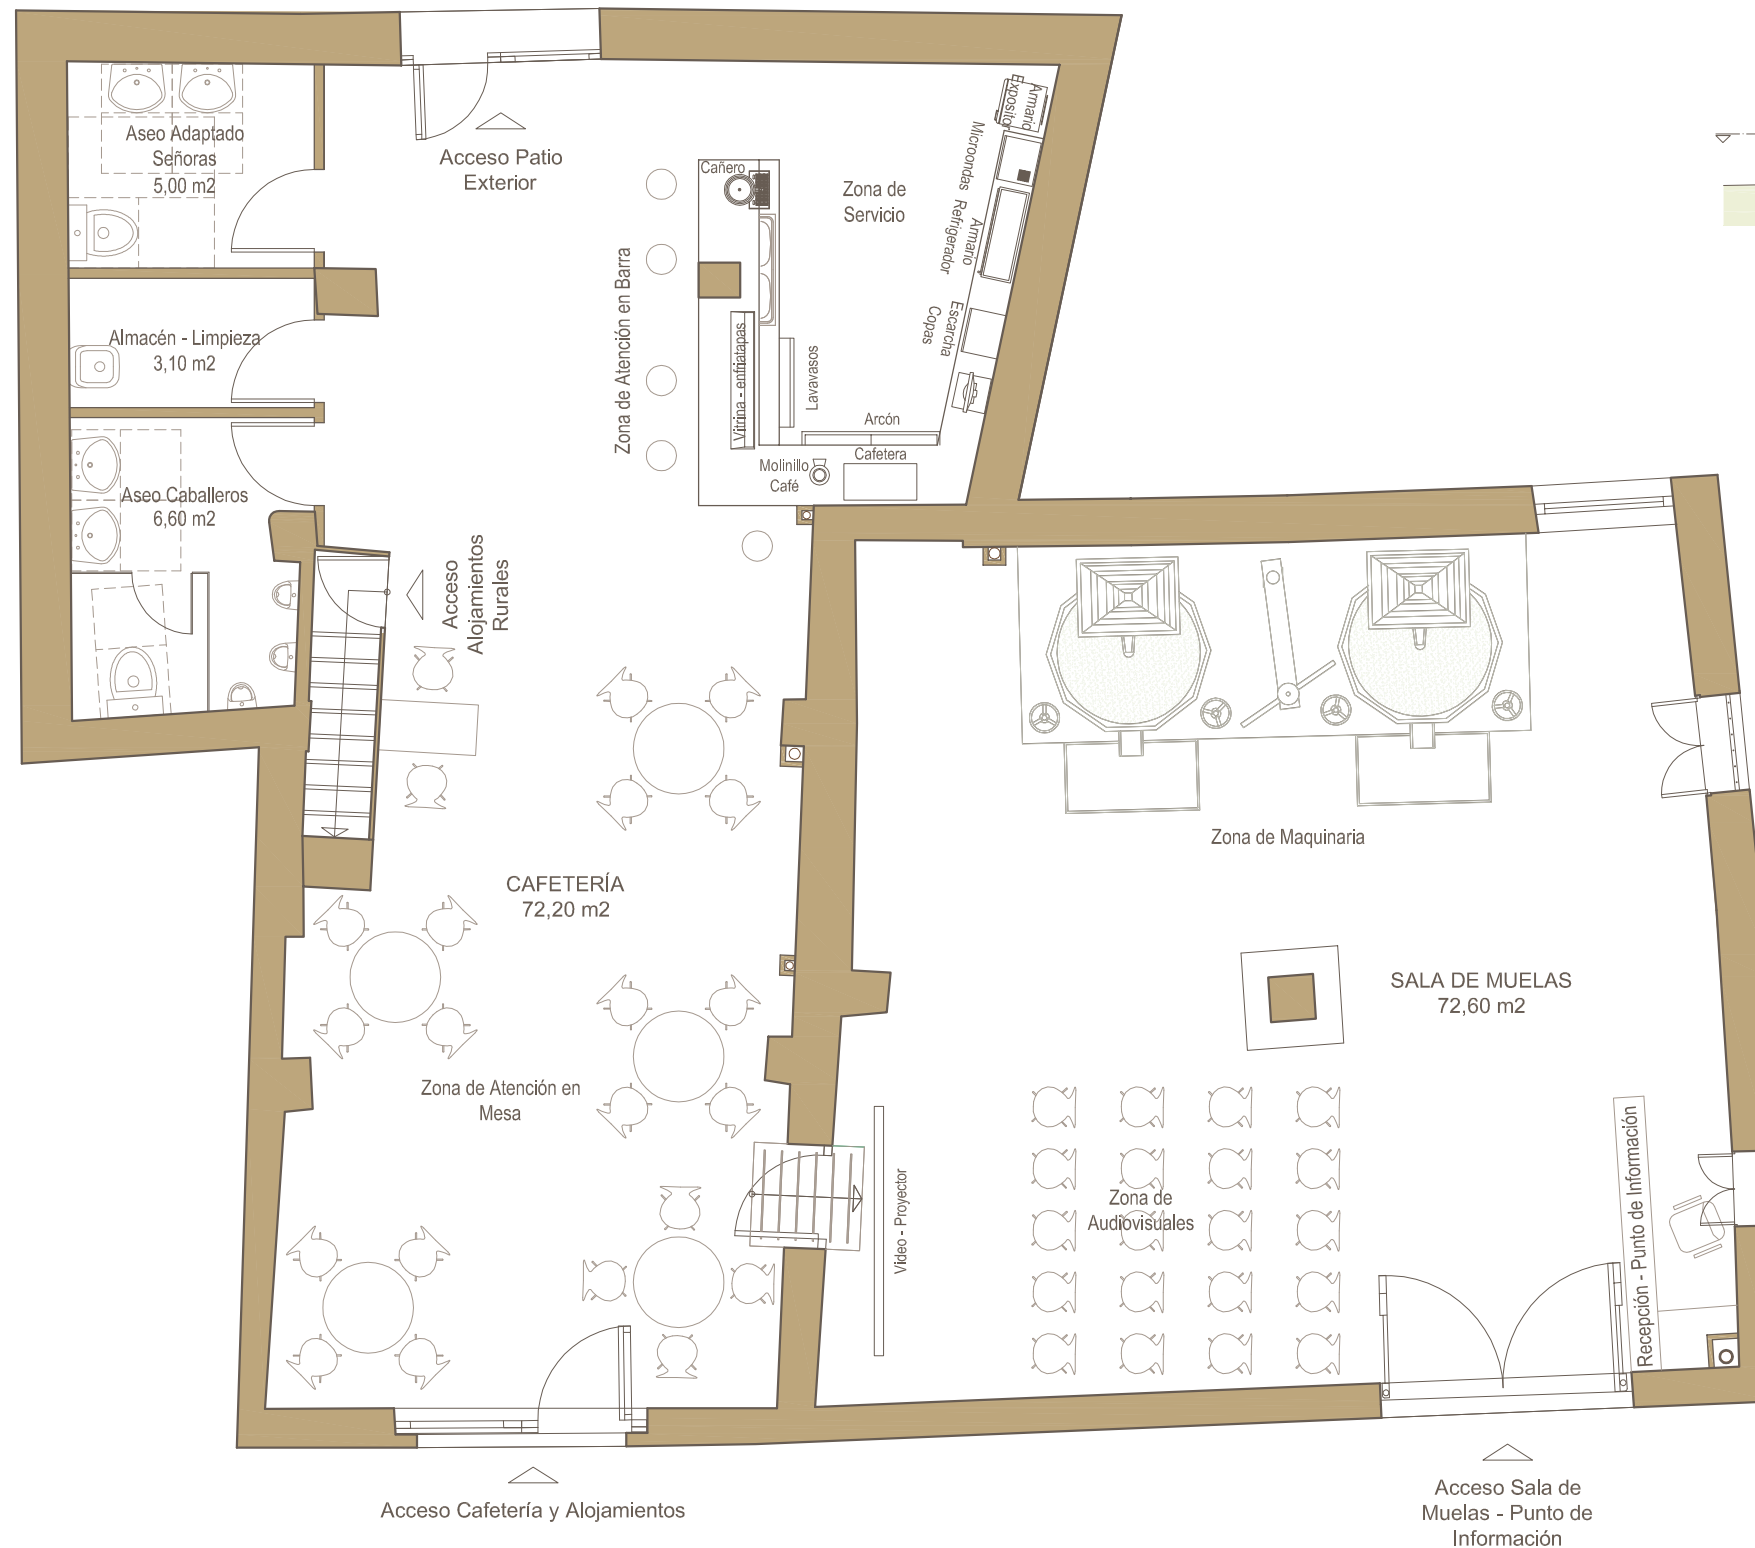 Aseo Adaptado
Señoras
5,00 m2
Acceso Patio
Exterior
Cañero
Zona de
Servicio
Armario
Expositor
Microondas
Armario
Refrigerador
Escarcha
Copas
Zona de Atención en Barra
Vitrina - enfriatapas
Lavavasos
Arcón
Cafetera
Molinillo
Café
Almacén - Limpieza
3,10 m2
Aseo Caballeros
6,60 m2
Acceso
Alojamientos
Rurales
Zona de Maquinaria
CAFETERÍA
72,20 m2
SALA DE MUELAS
72,60 m2
Zona de Atención en
Mesa
Video - Proyector
Zona de
Audiovisuales
Recepción - Punto de Información
Acceso Cafetería y Alojamientos
Acceso Sala de
Muelas - Punto de
Información